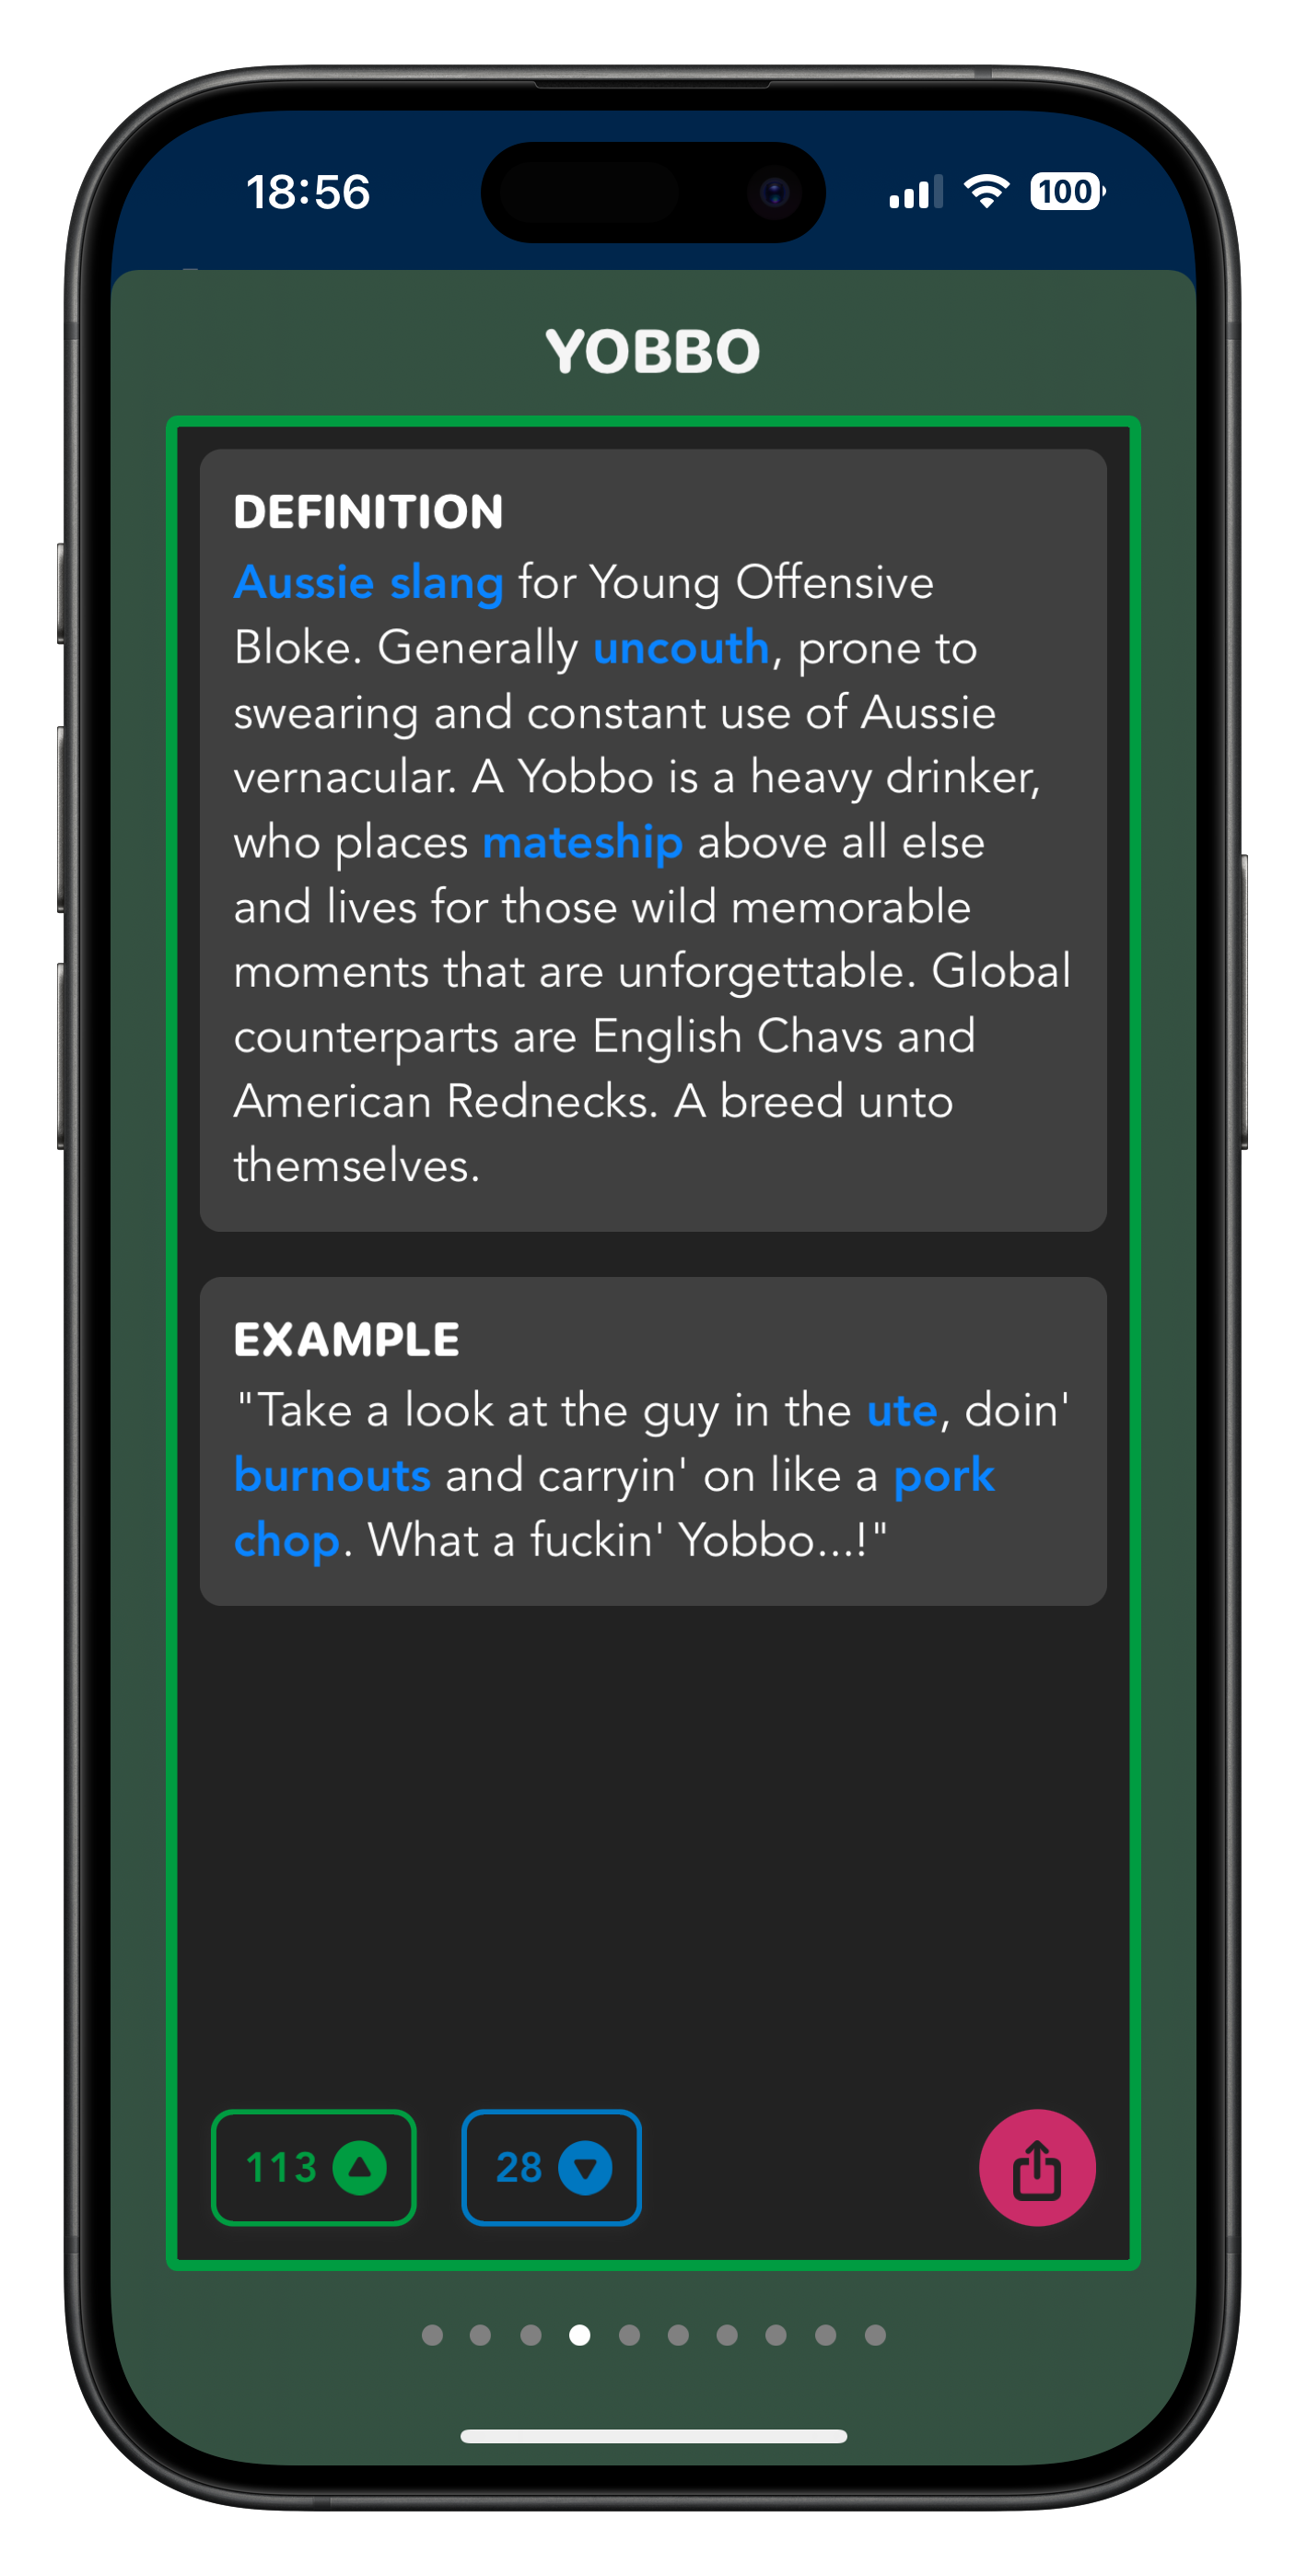 18:56
100
YOBBO
DEFINITION
Aussie slang for Young Offensive
Bloke. Generally uncouth, prone to
swearing and constant use of Aussie
vernacular. A Yobbo is a heavy drinker,
who places mateship above all else
and lives for those wild memorable
moments that are unforgettable. Global
counterparts are English Chavs and
American Rednecks. A breed unto
themselves.
EXAMPLE
"Take a look at the guy in the ute, doin'
burnouts and carryin' on like a pork
chop. What a fuckin' Yobbo...!"
113
28